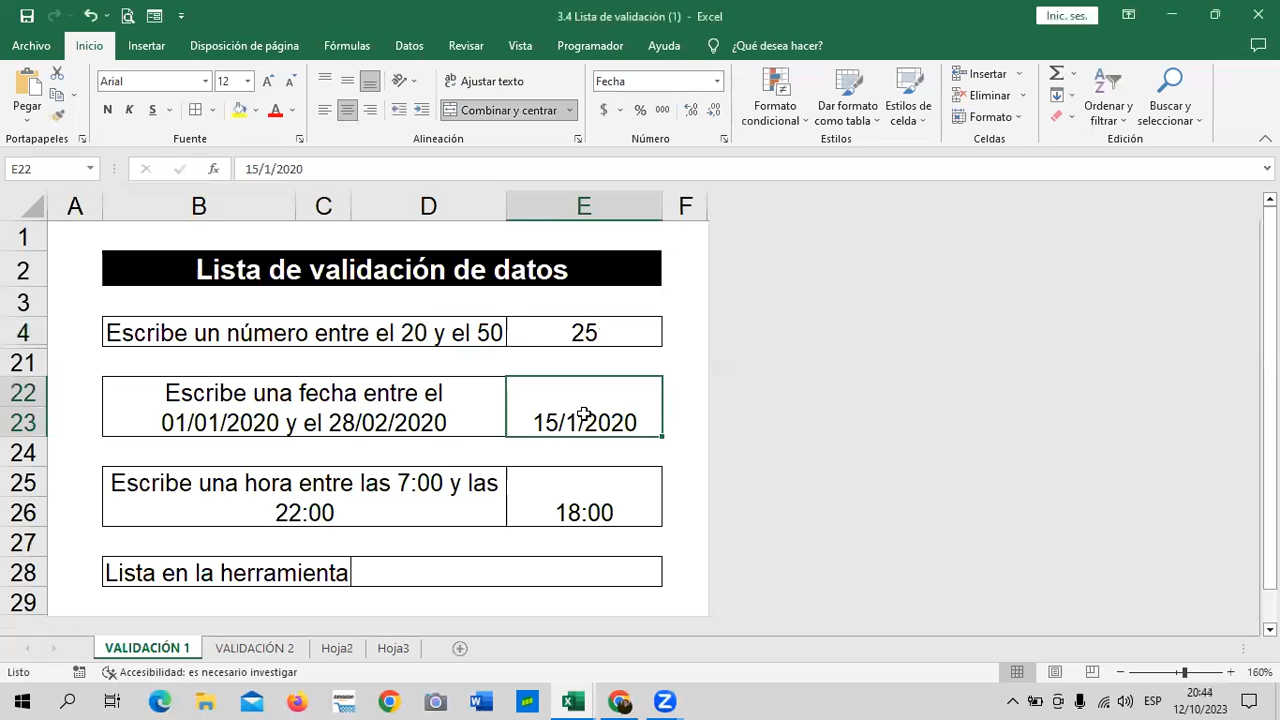 3.4 Lista de validación (1) - Excel
Inic. ses.
Archivo Inicio Insertar Disposición de página Fórmulas Datos Revisar Vista Programador Ayuda ¿Qué desea hacer?
Pegar
Arial 12
N K S
Ajustar texto
Combinar y centrar
Fecha
$ % 000
Formato condicional
Dar formato como tabla
Estilos de celda
Insertar
Eliminar
Formato
Ordenar y filtrar
Buscar y seleccionar
Portapapeles Fuente Alineación Número Estilos Celdas Edición
E22 fx 15/1/2020
A B C D E F
1
2 Lista de validación de datos
3
4 Escribe un número entre el 20 y el 50 25
21
22 Escribe una fecha entre el
23 01/01/2020 y el 28/02/2020 15/1/2020
24
25 Escribe una hora entre las 7:00 y las
26 22:00 18:00
27
28 Lista en la herramienta
29
VALIDACIÓN 1 VALIDACIÓN 2 Hoja2 Hoja3
Listo Accesibilidad: es necesario investigar 160%
ESP 20:44
12/10/2023